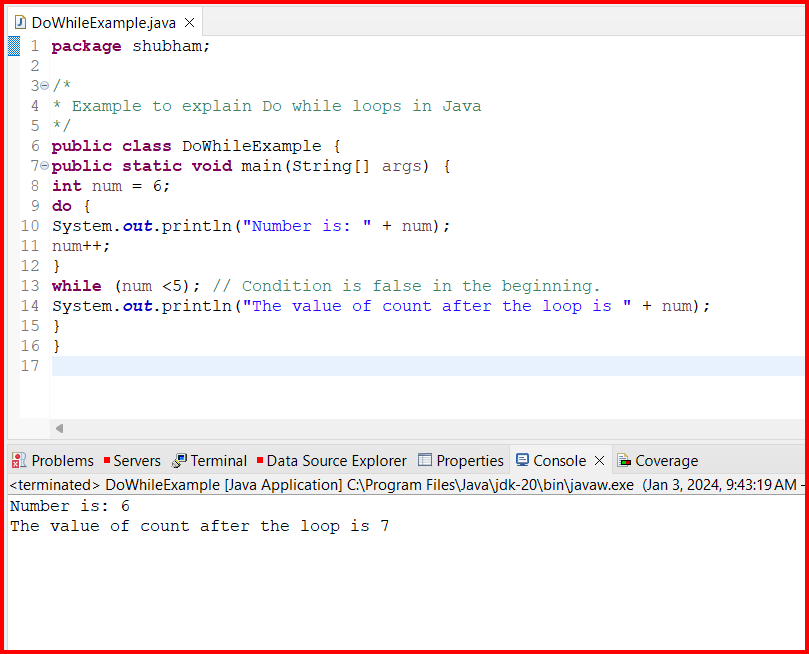 DoWhileExample.java
1 package shubham;
2
3 /*
4 * Example to explain Do while loops in Java
5 */
6 public class DoWhileExample {
7 public static void main(String[] args) {
8 int num = 6;
9 do {
10 System.out.println("Number is: " + num);
11 num++;
12 }
13 while (num <5); // Condition is false in the beginning.
14 System.out.println("The value of count after the loop is " + num);
15 }
16 }
17
Problems Servers Terminal Data Source Explorer Properties Console Coverage
<terminated> DoWhileExample [Java Application] C:\Program Files\Java\jdk-20\bin\javaw.exe (Jan 3, 2024, 9:43:19 AM –
Number is: 6
The value of count after the loop is 7